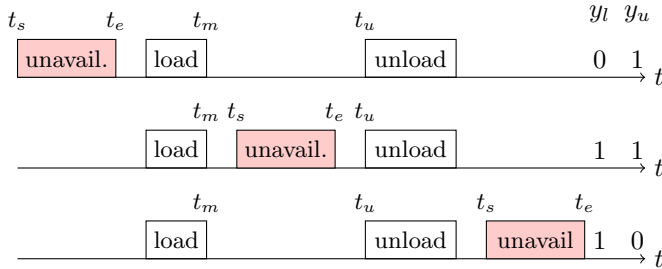 t_s t_e t_m t_u y_l y_u
unavail. load unload 0 1 t
t_m t_s t_e t_u
load unavail. unload 1 1 t
t_m t_u t_s t_e
load unload unavail 1 0 t